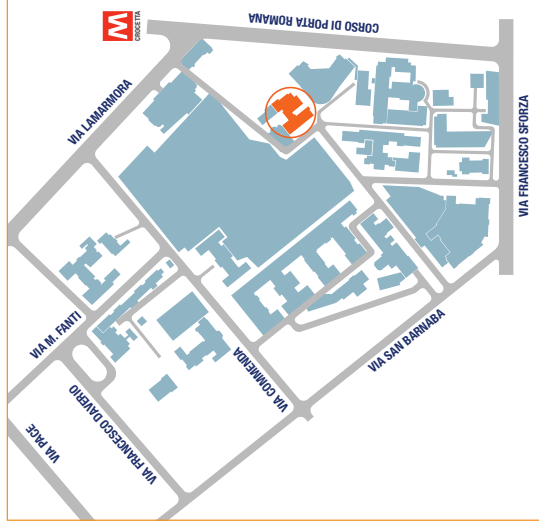 M
CROCETTA
CORSO DI PORTA ROMANA
VIA LAMARMORA
VIA FRANCESCO SFORZA
VIA M. FANTI
VIA SAN BARNABA
VIA COMMENDA
VIA FRANCESCO DAVERIO
VIA PACE